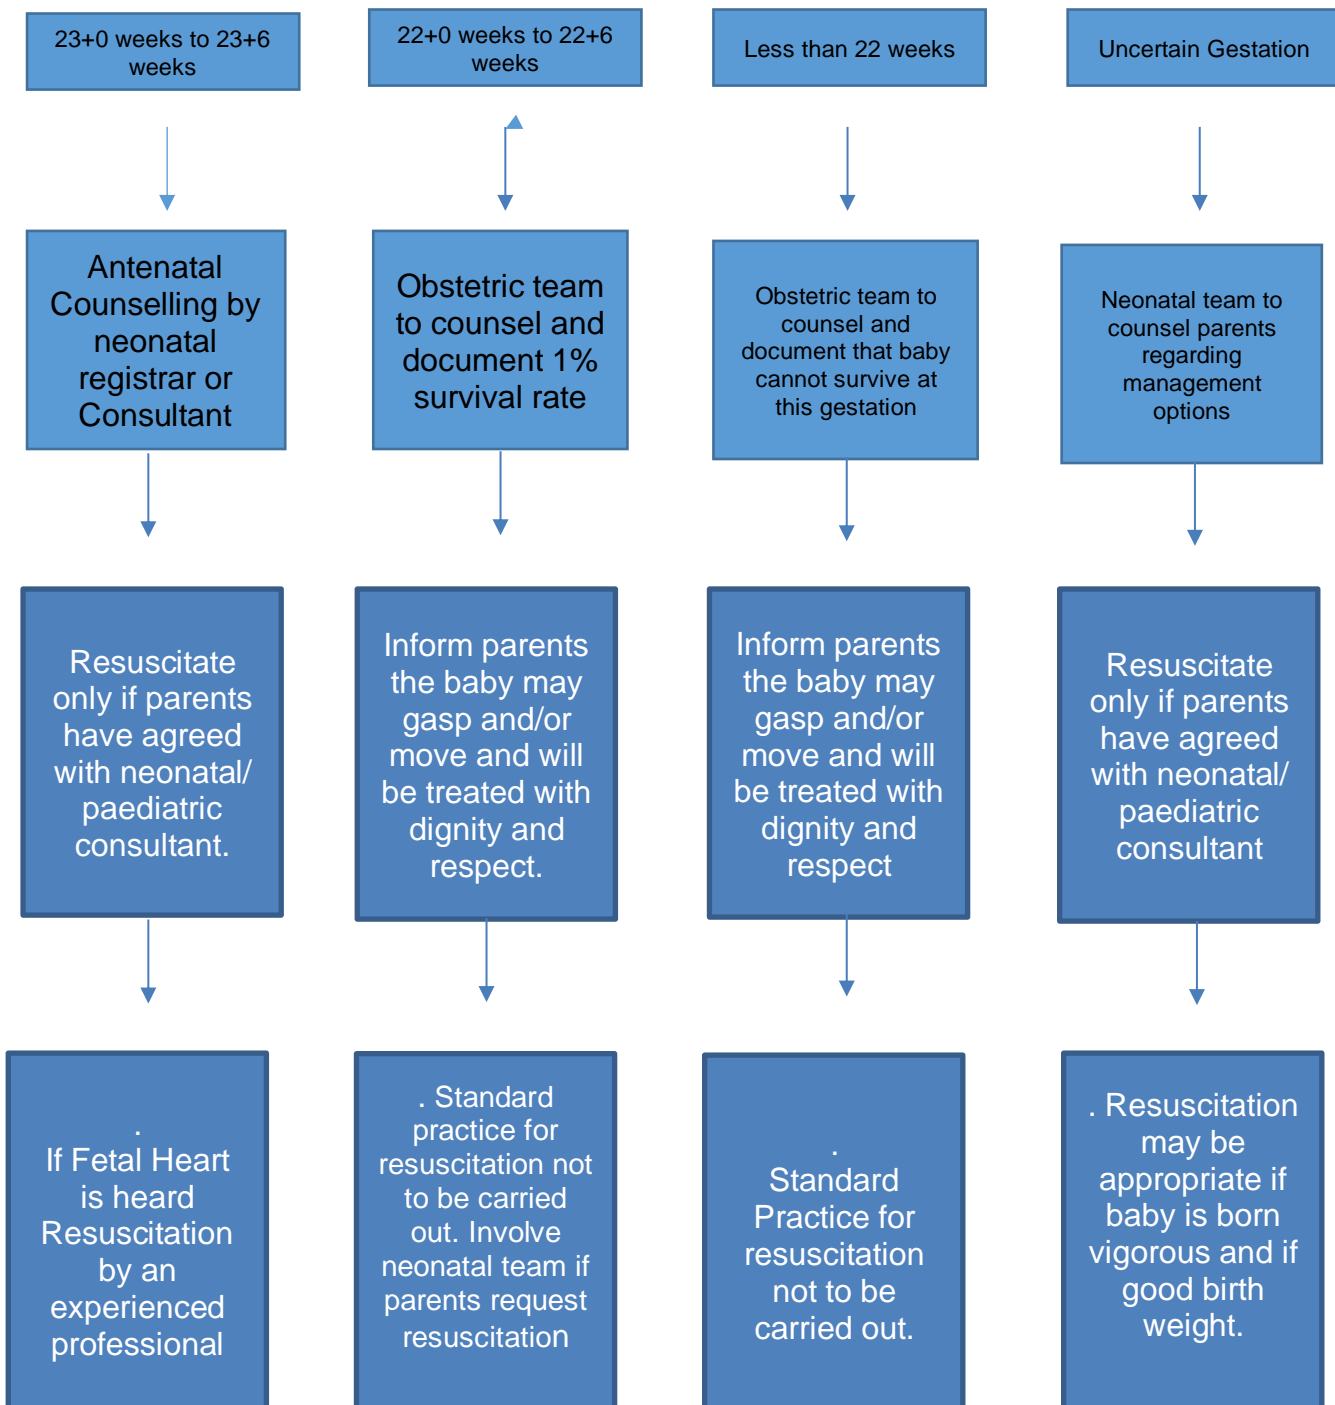 23+0 weeks to 23+6
weeks
22+0 weeks to 22+6
weeks
Less than 22 weeks
Uncertain Gestation
Antenatal
Counselling by
neonatal
registrar or
Consultant
Obstetric team
to counsel and
document 1%
survival rate
Obstetric team to
counsel and
document that baby
cannot survive at
this gestation
Neonatal team to
counsel parents
regarding
management
options
Resuscitate
only if parents
have agreed
with neonatal/
paediatric
consultant.
Inform parents
the baby may
gasp and/or
move and will
be treated with
dignity and
respect.
Inform parents
the baby may
gasp and/or
move and will
be treated with
dignity and
respect
Resuscitate
only if parents
have agreed
with neonatal/
paediatric
consultant
.
If Fetal Heart
is heard
Resuscitation
by an
experienced
professional
. Standard
practice for
resuscitation not
to be carried
out. Involve
neonatal team if
parents request
resuscitation
.
Standard
Practice for
resuscitation
not to be
carried out.
. Resuscitation
may be
appropriate if
baby is born
vigorous and if
good birth
weight.